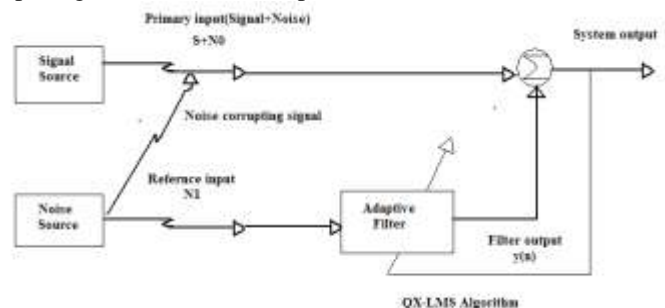 Primary input(Signal+Noise)
S+N0
System output
Signal
Source
Noise corrupting signal
Refernce input
N1
Noise
Source
Adaptive
Filter
Filter output
y(n)
QX-LMS Algorithm